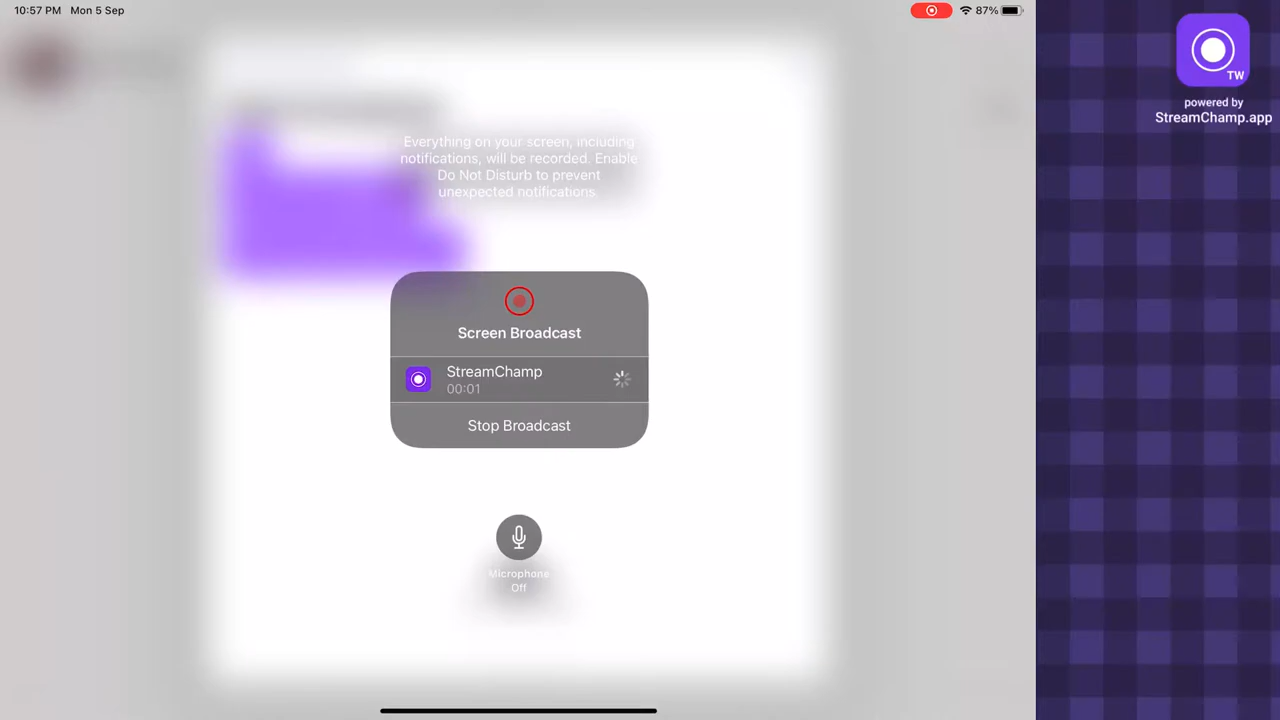 10:57 PM Mon 5 Sep
87%
TW
powered by
StreamChamp.app
Everything on your screen, including
notifications, will be recorded. Enable
Do Not Disturb to prevent
unexpected notifications.
Screen Broadcast
StreamChamp
00:01
Stop Broadcast
Microphone
Off